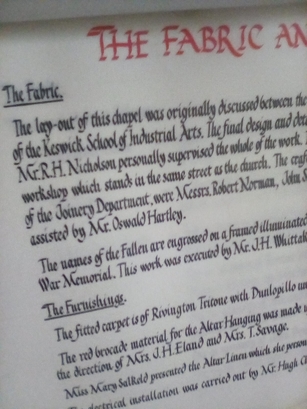 THE FABRIC AN
The Fabric.
The lay-out of this chapel was originally discussed between the
of the Keswick School of Industrial Arts. The final design and det
Mr. R.H. Nicholson personally supervised the whole of the work.
workshop which stands in the same street as the church. The craf
of the Joinery Department, were Messrs. Robert Norman, John S
assisted by Mr. Oswald Hartley.
The names of the Fallen are engrossed on a framed illuminated
War Memorial. This work was executed by Mr. J.H. Whittak
The Furnishings.
The fitted carpet is of Rivington Tritone with Dunlopillo un
The red brocade material for the Altar Hanging was made u
the direction of Mrs. J.H. Eland and Mrs. T. Savage.
Miss Mary Salkeld presented the Altar Linen which she person
electrical installation was carried out by Mr. Hugh C